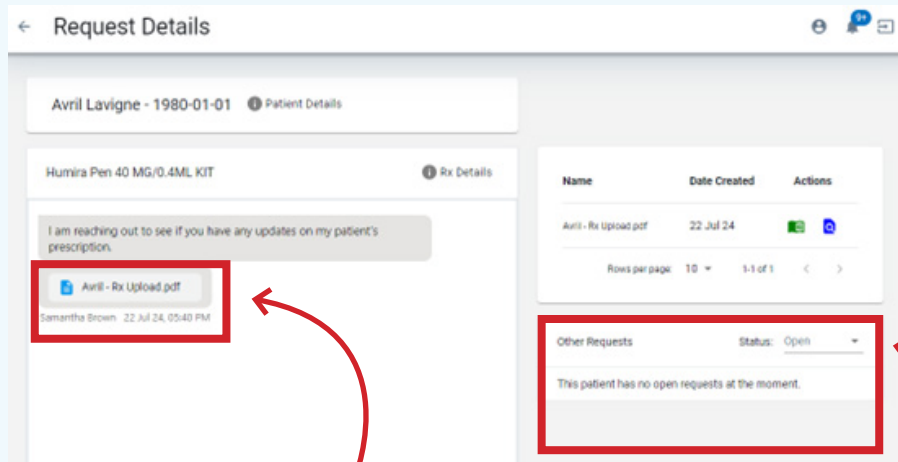 Request Details
9+
Avril Lavigne - 1980-01-01 Patient Details
Humira Pen 40 MG/0.4ML KIT Rx Details
I am reaching out to see if you have any updates on my patient's
prescription.
Avril - Rx Upload.pdf
Samantha Brown 22 Jul 24, 05:40 PM
Name Date Created Actions
Avril - Rx Upload.pdf 22 Jul 24
Rows per page: 10 1-1 of 1
Other Requests Status: Open
This patient has no open requests at the moment.